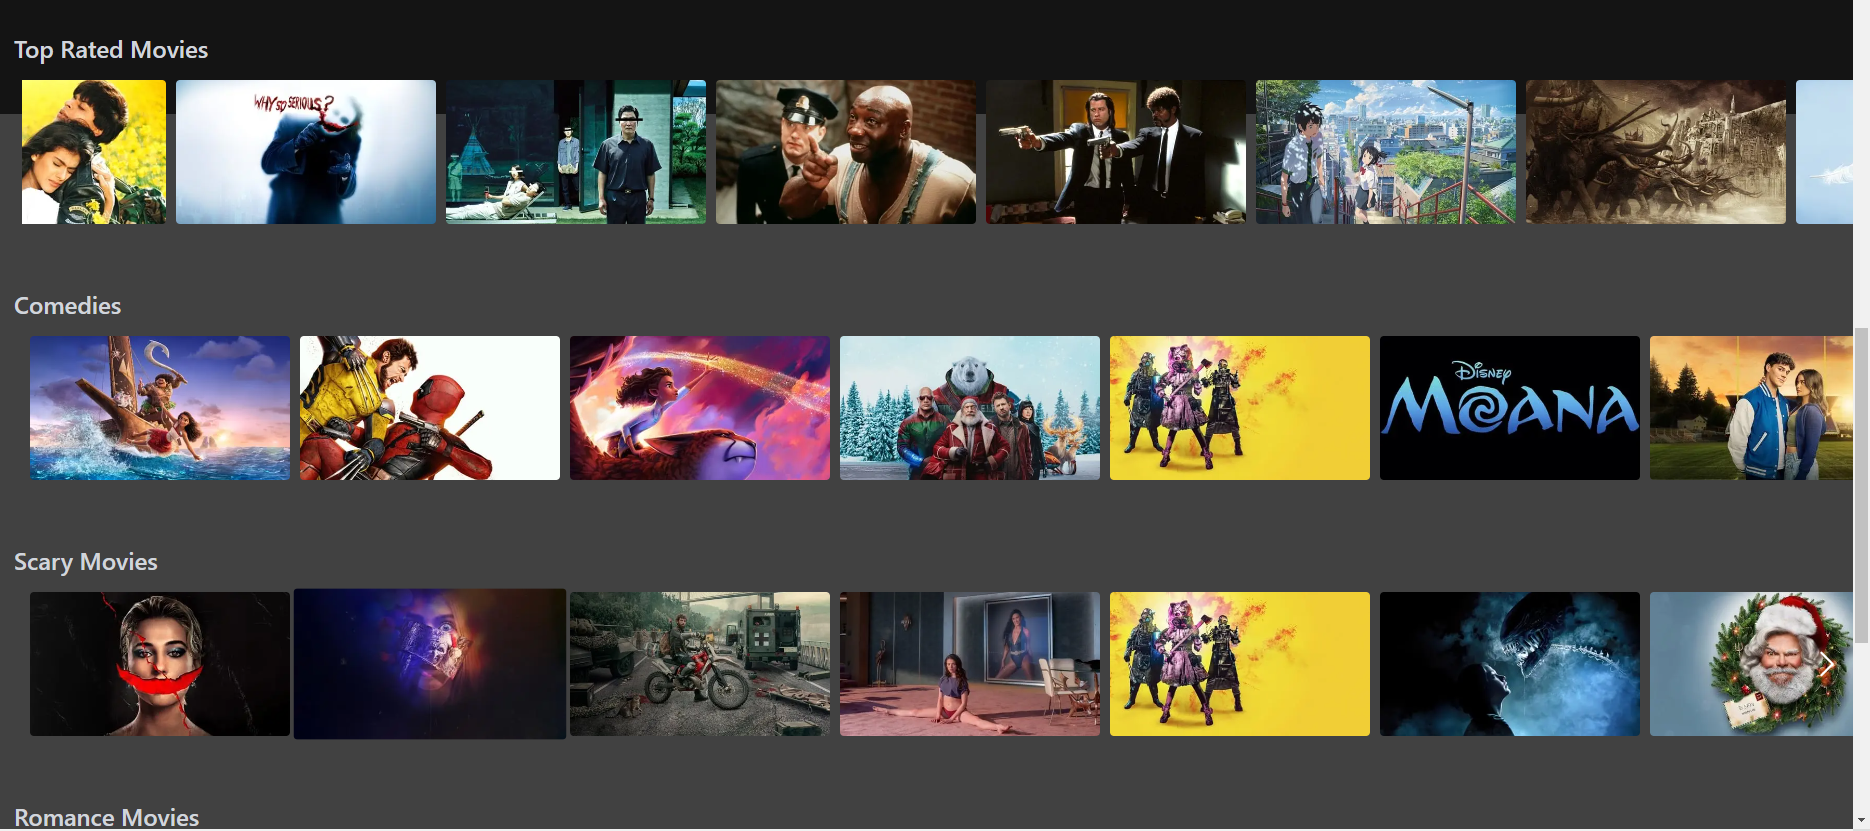 Top Rated Movies
WHY SO SERIOUS?
Comedies
DISNEY
MOANA
Scary Movies
Romance Movies